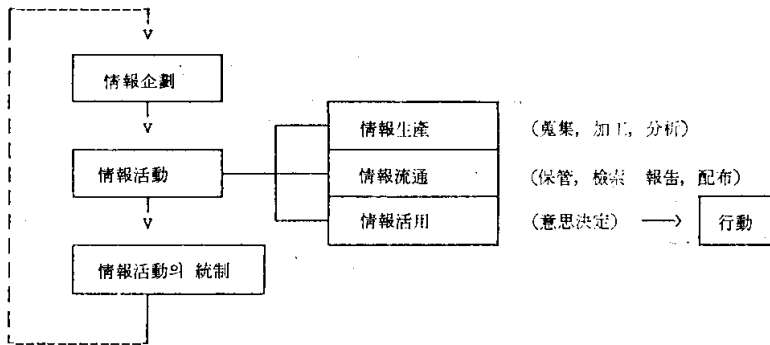 情報企劃
情報活動
情報生產 (蒐集, 加工, 分析)
情報流通 (保管, 檢索 報告, 配布)
情報活用 (意思決定) → 行動
情報活動의 統制